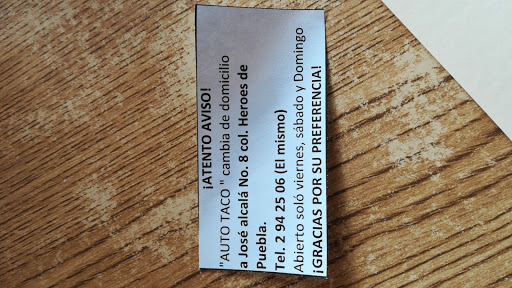 ¡ATENTO AVISO!
"AUTO TACO " cambia de domicilio
a José alcalá No. 8 col. Heroes de
Puebla.
Tel. 2 94 25 06 (El mismo)
Abierto soló viernes, sábado y Domingo
¡GRACIAS POR SU PREFERENCIA!